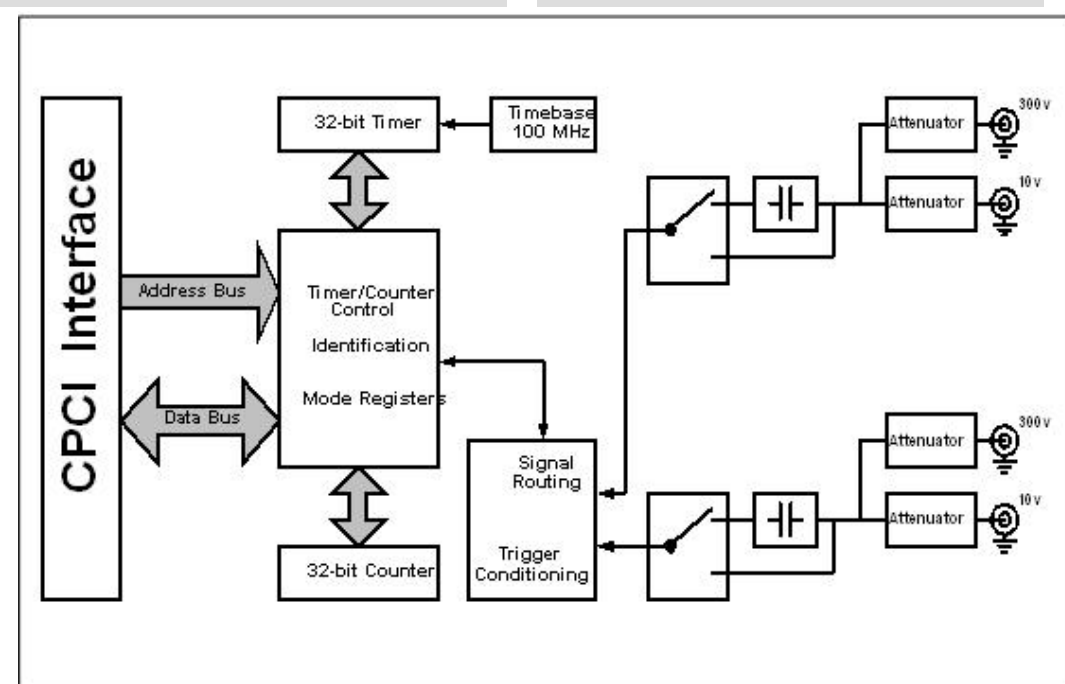 CPCI Interface
32-bit Timer
Timebase
100 MHz
Address Bus
Data Bus
Timer/Counter
Control
Identification
Mode Registers
32-bit Counter
Signal
Routing
Trigger
Conditioning
Attenuator
300 v
Attenuator
10 v
Attenuator
300 v
Attenuator
10 v